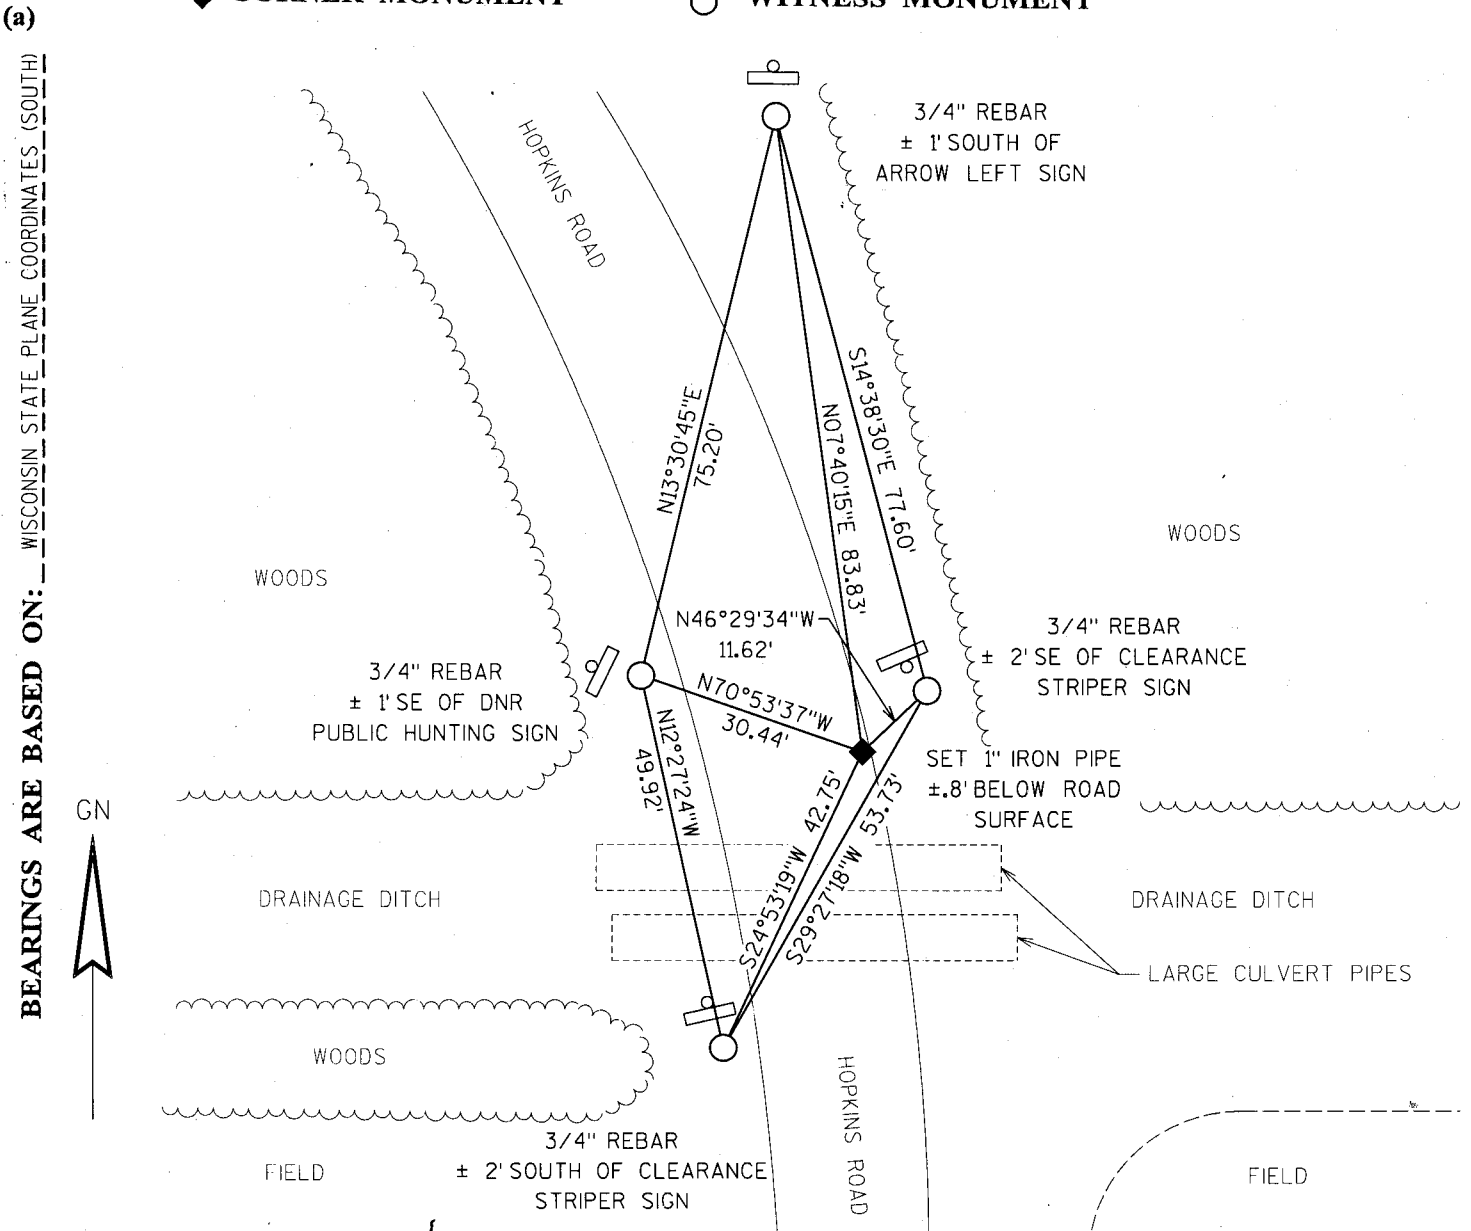 (a)
CORNER MONUMENT
WITNESS MONUMENT
BEARINGS ARE BASED ON: WISCONSIN STATE PLANE COORDINATES (SOUTH)
HOPKINS ROAD
3/4" REBAR
± 1' SOUTH OF
ARROW LEFT SIGN
N13°30'45"E
75.20'
N07°40'15"E 83.83'
S14°38'30"E 77.60'
WOODS
WOODS
N46°29'34"W
11.62'
3/4" REBAR
± 2' SE OF CLEARANCE
STRIPER SIGN
3/4" REBAR
± 1' SE OF DNR
PUBLIC HUNTING SIGN
N70°53'37"W
30.44'
N12°27'24"W
49.92'
SET 1" IRON PIPE
±.8' BELOW ROAD
SURFACE
S24°53'19"W 42.75'
S29°27'18"W 53.73'
GN
DRAINAGE DITCH
DRAINAGE DITCH
LARGE CULVERT PIPES
WOODS
HOPKINS ROAD
3/4" REBAR
± 2' SOUTH OF CLEARANCE
STRIPER SIGN
FIELD
FIELD